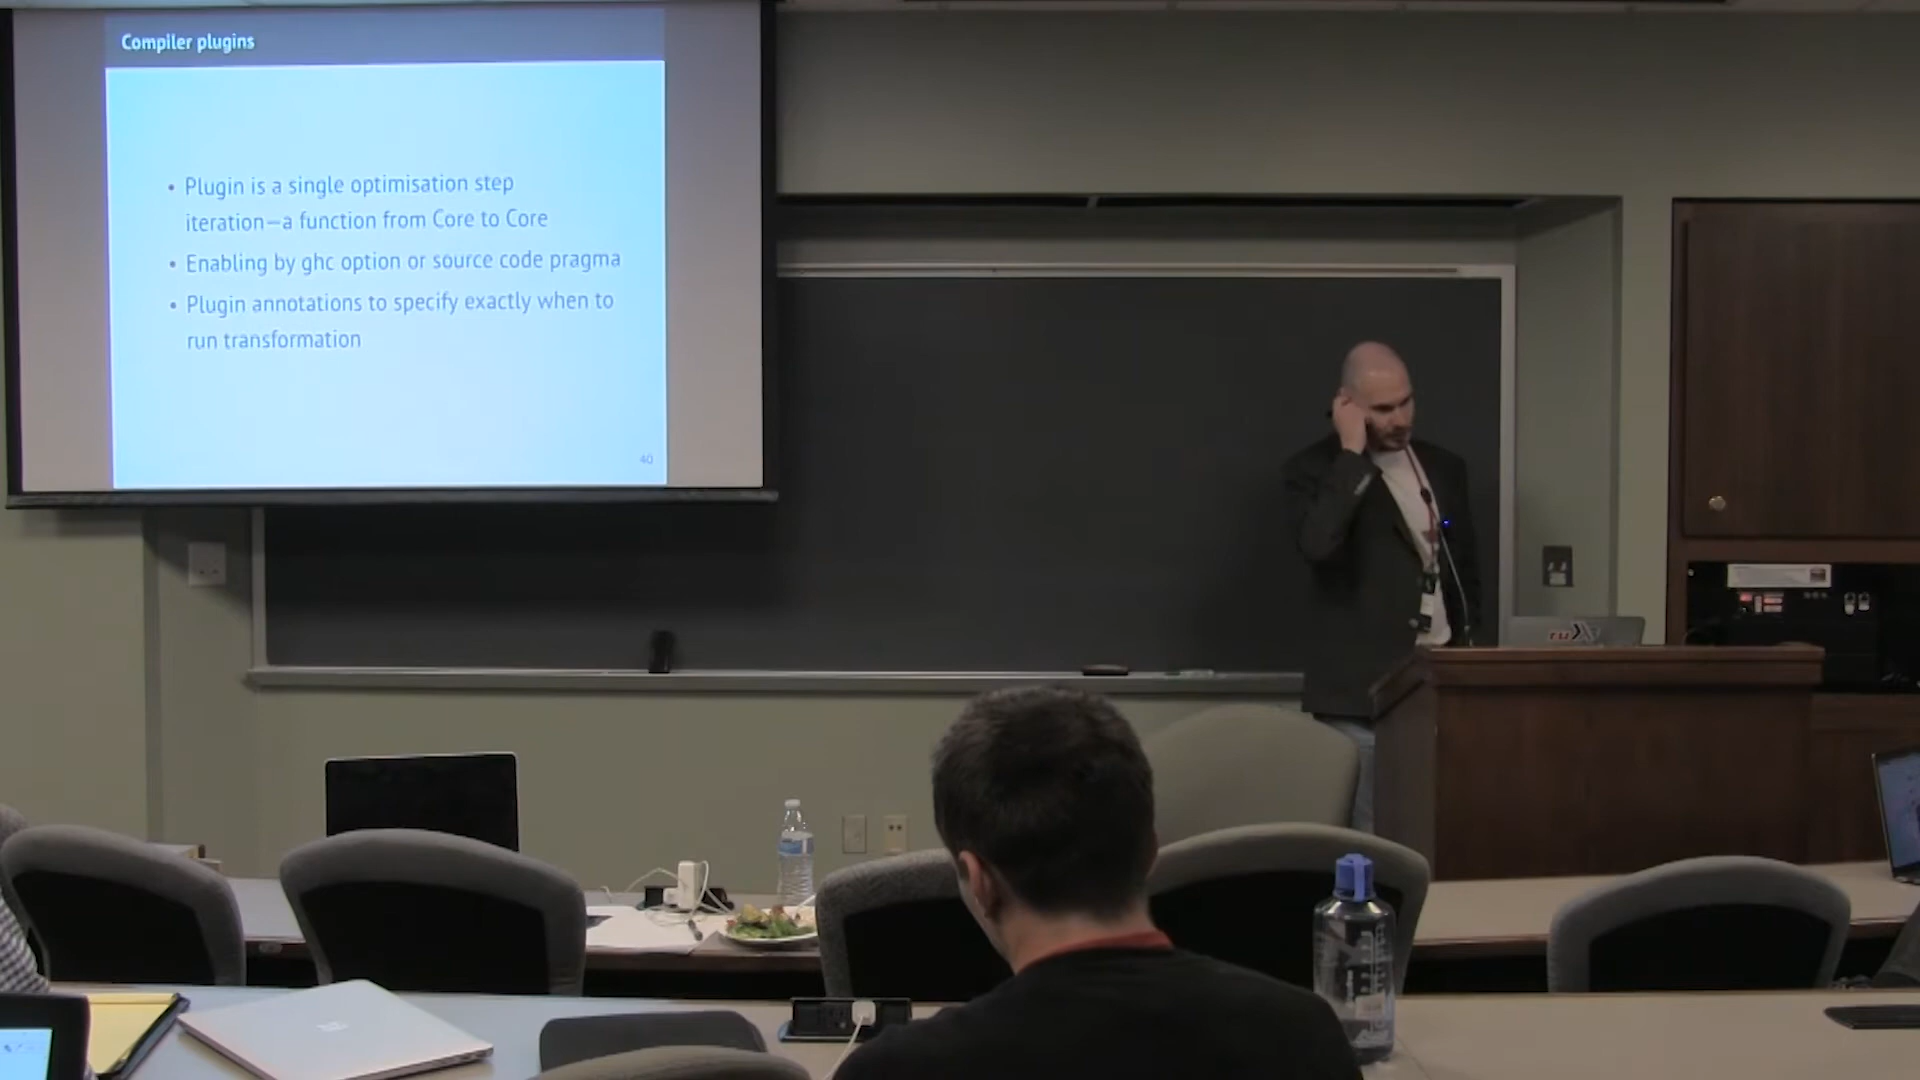 Compiler plugins
• Plugin is a single optimisation step
iteration—a function from Core to Core
• Enabling by ghc option or source code pragma
• Plugin annotations to specify exactly when to
run transformation
40